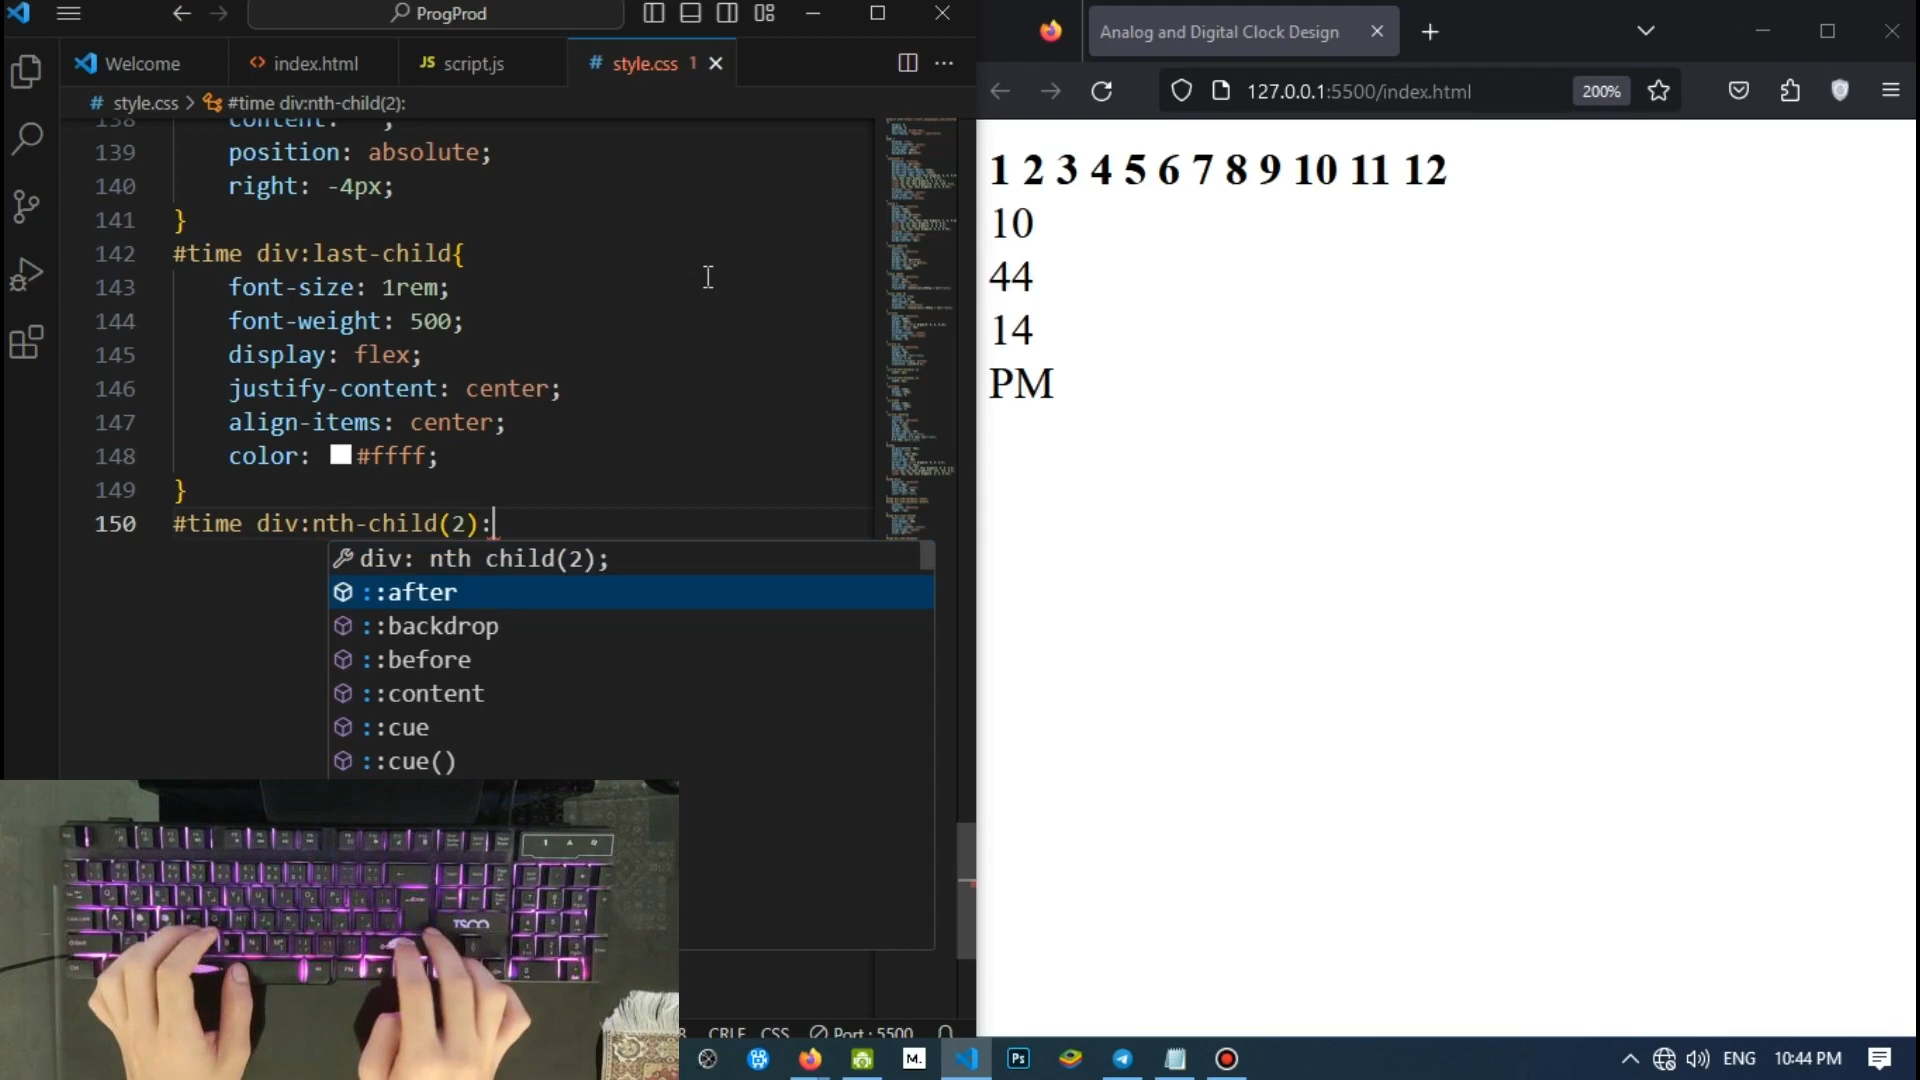 ProgProd
Welcome
index.html
JS script.js
# style.css 1
# style.css > #time div:nth-child(2):
139 position: absolute;
140 right: -4px;
141 }
142 #time div:last-child{
143 font-size: 1rem;
144 font-weight: 500;
145 display: flex;
146 justify-content: center;
147 align-items: center;
148 color: #ffff;
149 }
150 #time div:nth-child(2):
div: nth child(2);
::after
::backdrop
::before
::content
::cue
::cue()
CRLF CSS Port : 5500
Analog and Digital Clock Design
127.0.0.1:5500/index.html 200%
1 2 3 4 5 6 7 8 9 10 11 12
10
44
14
PM
TSCO
M. Ps
ENG 10:44 PM